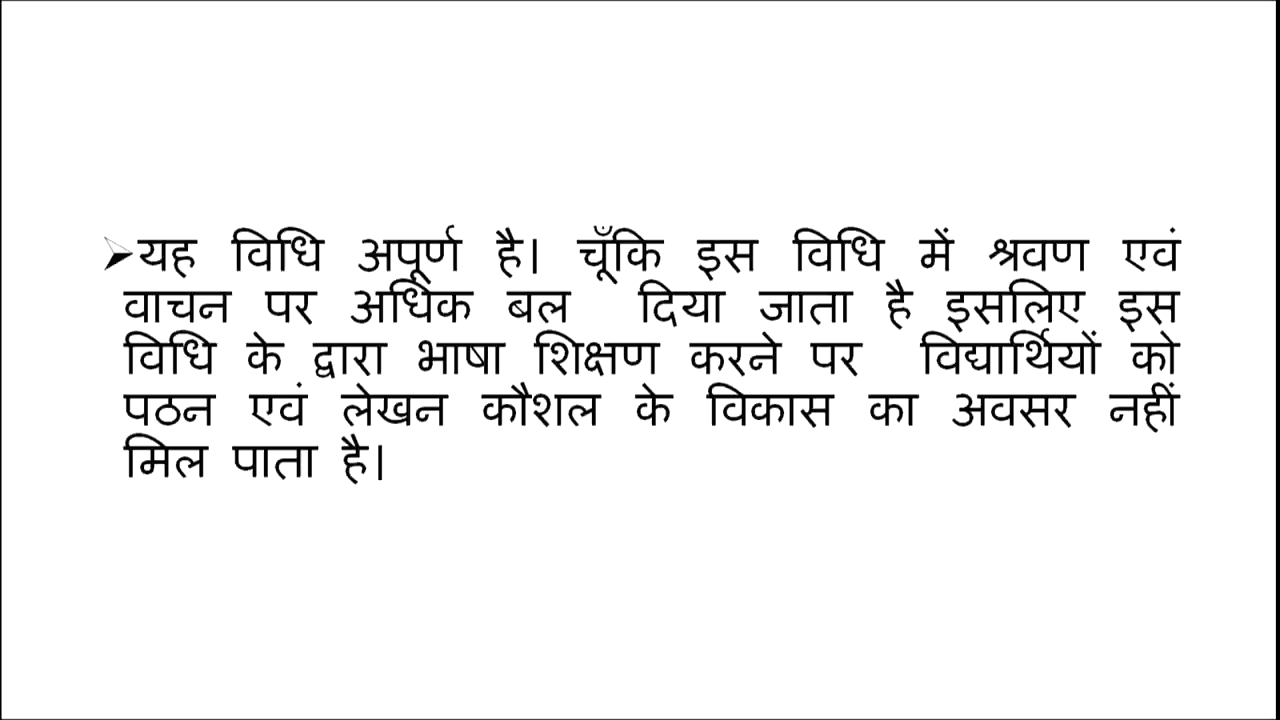 ➢यह विधि अपूर्ण है। चूँकि इस विधि में श्रवण एवं
वाचन पर अधिक बल दिया जाता है इसलिए इस
विधि के द्वारा भाषा शिक्षण करने पर विद्यार्थियों को
पठन एवं लेखन कौशल के विकास का अवसर नहीं
मिल पाता है।